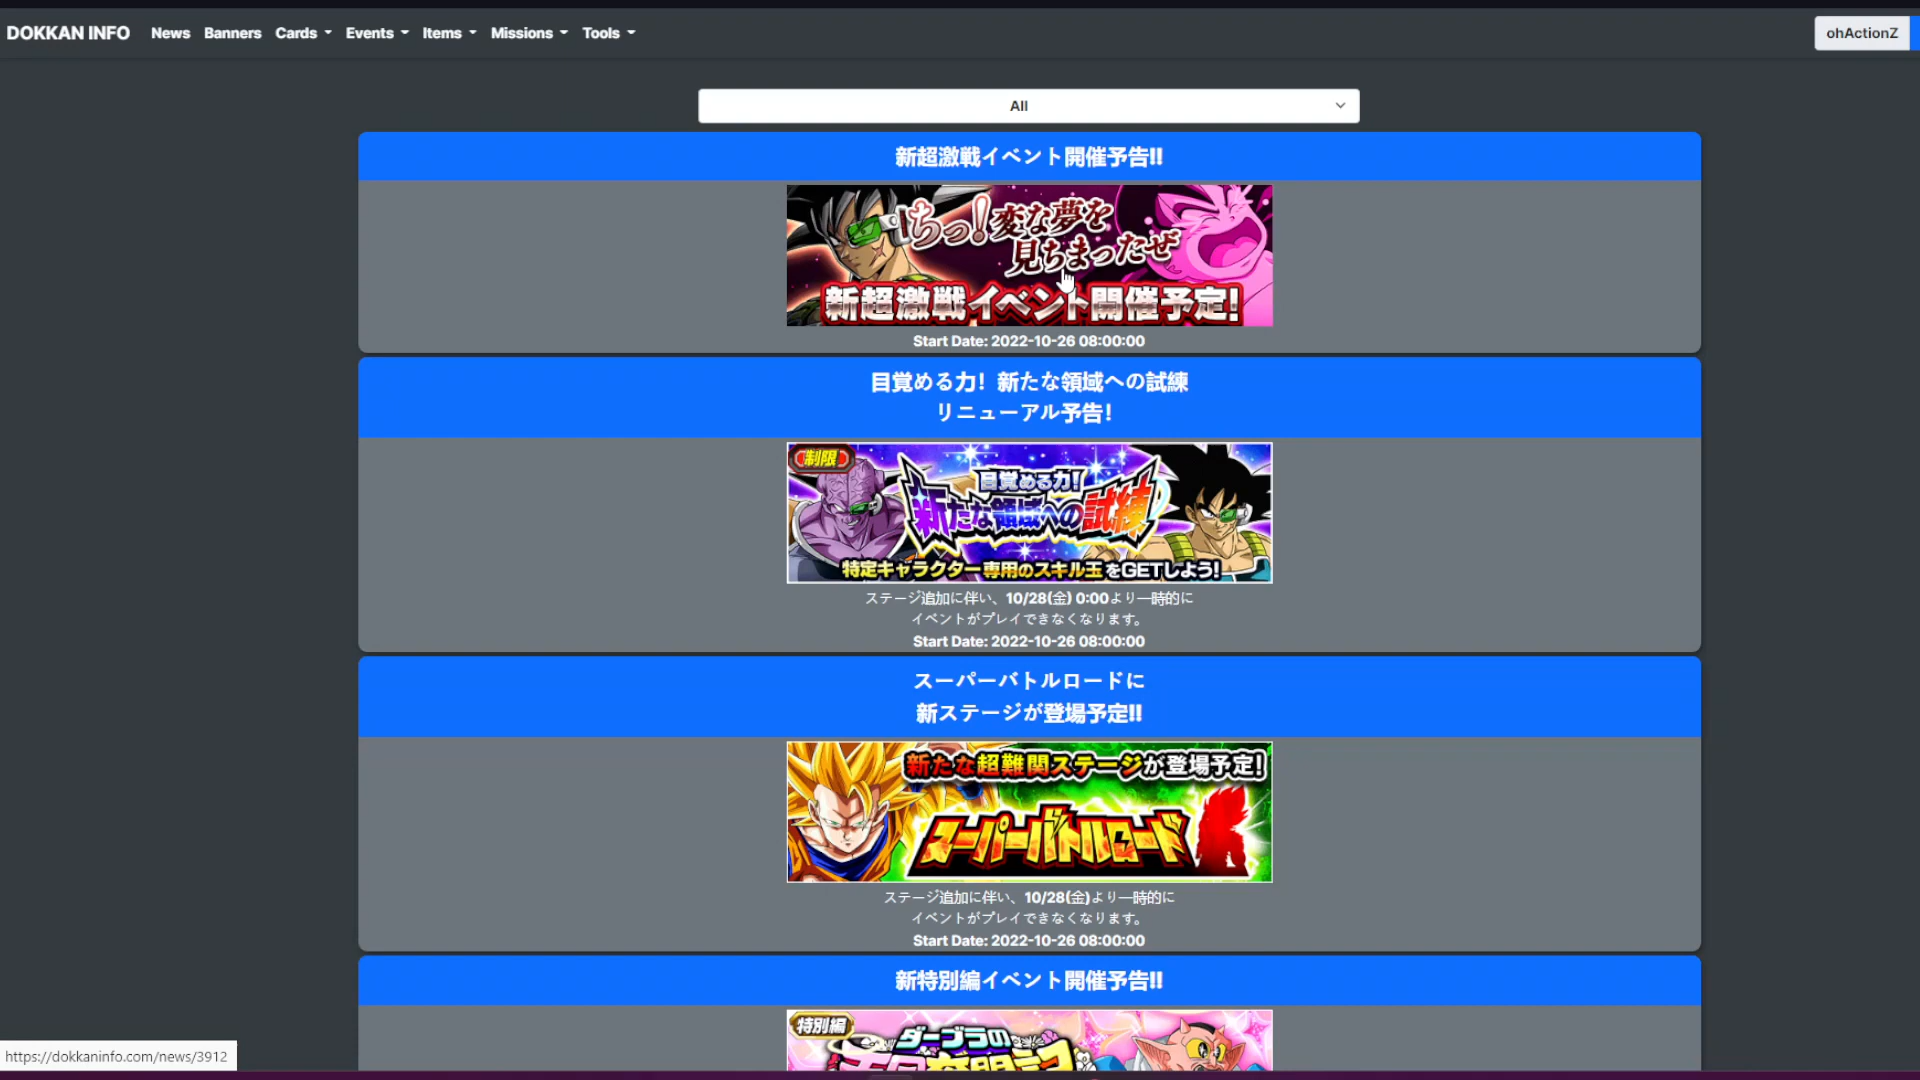 DOKKAN INFO News Banners Cards Events Items Missions Tools ohActionZ
All
新超激戦イベント開催予告!!
ちっ!変な夢を
見ちまったぜ
新超激戦イベント開催予定!
Start Date: 2022-10-26 08:00:00
目覚める力！新たな領域への試練
リニューアル予告！
制限
目覚める力!
新たな領域への試練
特定キャラクター専用のスキル玉をGETしよう!
ステージ追加に伴い、10/28(金) 0:00より一時的に
イベントがプレイできなくなります。
Start Date: 2022-10-26 08:00:00
スーパーバトルロードに
新ステージが登場予定!!
新たな超難関ステージが登場予定!
スーパーバトルロード
ステージ追加に伴い、10/28(金)より一時的に
イベントがプレイできなくなります。
Start Date: 2022-10-26 08:00:00
新特別編イベント開催予告!!
特別編
ダーブラの
https://dokkaninfo.com/news/3912